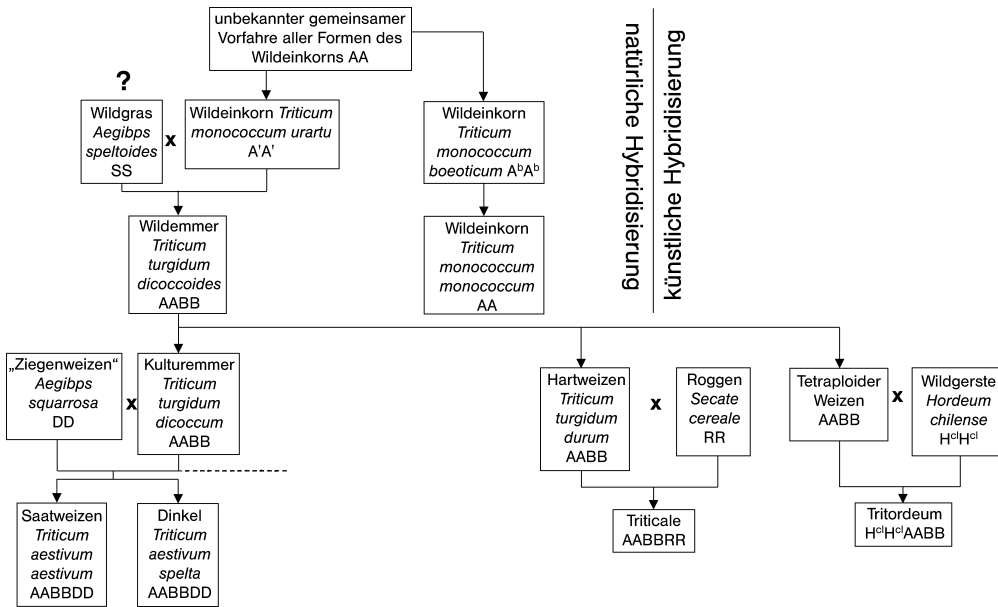 unbekannter gemeinsamer
Vorfahre aller Formen des
Wildeinkorns AA
natürliche Hybridisierung
künstliche Hybridisierung
?
Wildgras
Aegibps
speltoides
SS
x
Wildeinkorn Triticum
monococcum urartu
A'A'
Wildeinkorn
Triticum
monococcum
boeoticum AᵇAᵇ
Wildemmer
Triticum
turgidum
dicoccoides
AABB
Wildeinkorn
Triticum
monococcum
monococcum
AA
„Ziegenweizen“
Aegibps
squarrosa
DD
x
Kulturemmer
Triticum
turgidum
dicoccum
AABB
Hartweizen
Triticum
turgidum
durum
AABB
x
Roggen
Secate
cereale
RR
Tetraploider
Weizen
AABB
x
Wildgerste
Hordeum
chilense
HᶜˡHᶜˡ
Saatweizen
Triticum
aestivum
aestivum
AABBDD
Dinkel
Triticum
aestivum
spelta
AABBDD
Triticale
AABBRR
Tritordeum
HᶜˡHᶜˡAABB